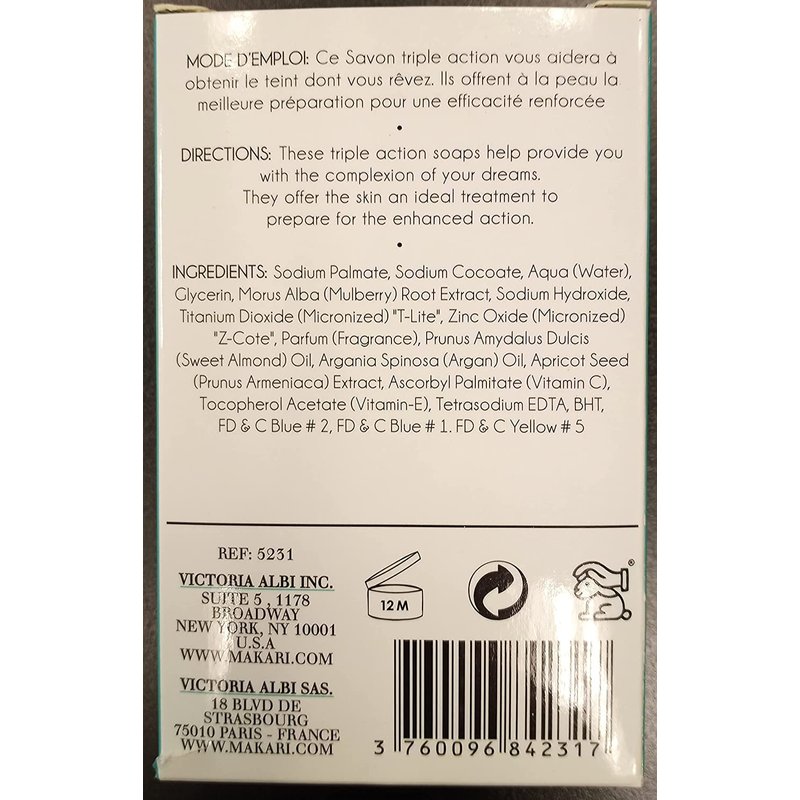 MODE D'EMPLOI: Ce Savon triple action vous aidera à
obtenir le teint dont vous rêvez. Ils offrent à la peau la
meilleure préparation pour une efficacité renforcée
•
DIRECTIONS: These triple action soaps help provide you
with the complexion of your dreams.
They offer the skin an ideal treatment to
prepare for the enhanced action.
•
INGREDIENTS: Sodium Palmate, Sodium Cocoate, Aqua (Water),
Glycerin, Morus Alba (Mulberry) Root Extract, Sodium Hydroxide,
Titanium Dioxide (Micronized) "T-Lite", Zinc Oxide (Micronized)
"Z-Cote", Parfum (Fragrance), Prunus Amydalus Dulcis
(Sweet Almond) Oil, Argania Spinosa (Argan) Oil, Apricot Seed
(Prunus Armeniaca) Extract, Ascorbyl Palmitate (Vitamin C),
Tocopherol Acetate (Vitamin-E), Tetrasodium EDTA, BHT,
FD & C Blue # 2, FD & C Blue # 1. FD & C Yellow # 5
REF: 5231
VICTORIA ALBI INC.
SUITE 5 , 1178
BROADWAY
NEW YORK, NY 10001
U.S.A
WWW.MAKARI.COM
VICTORIA ALBI SAS.
18 BLVD DE
STRASBOURG
75010 PARIS - FRANCE
WWW.MAKARI.COM
12 M
®
3 760096 842317